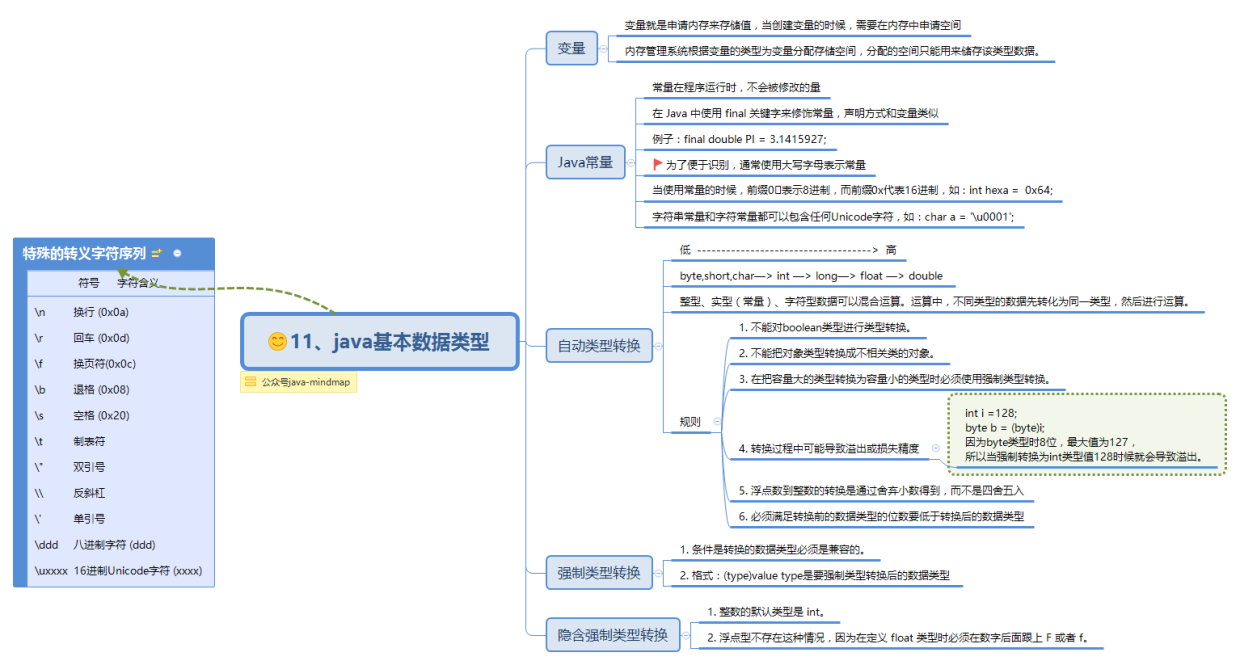 特殊的转义字符序列
符号 字符含义
\n 换行 (0x0a)
\r 回车 (0x0d)
\f 换页符(0x0c)
\b 退格 (0x08)
\s 空格 (0x20)
\t 制表符
\" 双引号
\\ 反斜杠
\' 单引号
\ddd 八进制字符 (ddd)
\uxxxx 16进制Unicode字符 (xxxx)
11、java基本数据类型
公众号java-mindmap
变量
变量就是申请内存来存储值，当创建变量的时候，需要在内存中申请空间
内存管理系统根据变量的类型为变量分配存储空间，分配的空间只能用来储存该类型数据。
Java常量
常量在程序运行时，不会被修改的量
在 Java 中使用 final 关键字来修饰常量，声明方式和变量类似
例子：final double PI = 3.1415927;
为了便于识别，通常使用大写字母表示常量
当使用常量的时候，前缀0表示8进制，而前缀0x代表16进制，如：int hexa = 0x64;
字符串常量和字符常量都可以包含任何Unicode字符，如：char a = '\u0001';
自动类型转换
低 ------------------------------------> 高
byte,short,char—> int —> long—> float —> double
整型、实型（常量）、字符型数据可以混合运算。运算中，不同类型的数据先转化为同一类型，然后进行运算。
规则
1. 不能对boolean类型进行类型转换。
2. 不能把对象类型转换成不相关类的对象。
3. 在把容量大的类型转换为容量小的类型时必须使用强制类型转换。
4. 转换过程中可能导致溢出或损失精度
int i =128;
byte b = (byte)i;
因为byte类型时8位，最大值为127，
所以当强制转换为int类型值128时候就会导致溢出。
5. 浮点数到整数的转换是通过舍弃小数得到，而不是四舍五入
6. 必须满足转换前的数据类型的位数要低于转换后的数据类型
强制类型转换
1. 条件是转换的数据类型必须是兼容的。
2. 格式：(type)value type是要强制类型转换后的数据类型
隐含强制类型转换
1. 整数的默认类型是 int。
2. 浮点型不存在这种情况，因为在定义 float 类型时必须在数字后面跟上 F 或者 f。